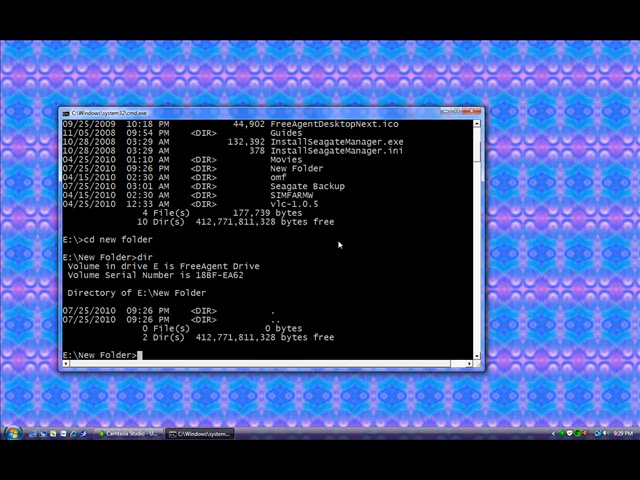 C:\Windows\system32\cmd.exe
09/25/2009 10:18 PM 44,902 FreeAgentDesktopNext.ico
11/05/2008 09:54 PM <DIR> Guides
10/28/2008 03:29 AM 132,392 InstallSeagateManager.exe
10/28/2008 03:29 AM 378 InstallSeagateManager.ini
04/25/2010 01:10 AM <DIR> Movies
07/25/2010 09:26 PM <DIR> New Folder
04/15/2010 02:30 AM <DIR> omf
07/25/2010 03:01 AM <DIR> Seagate Backup
04/15/2010 02:30 AM <DIR> SIMFARMW
04/25/2010 12:33 AM <DIR> vlc-1.0.5
4 File(s) 177,739 bytes
10 Dir(s) 412,771,811,328 bytes free
E:\>cd new folder
E:\New Folder>dir
Volume in drive E is FreeAgent Drive
Volume Serial Number is 18BF-EA62
Directory of E:\New Folder
07/25/2010 09:26 PM <DIR> .
07/25/2010 09:26 PM <DIR> ..
0 File(s) 0 bytes
2 Dir(s) 412,771,811,328 bytes free
E:\New Folder>
Camtasia Studio - U... C:\Windows\system... 9:29 PM